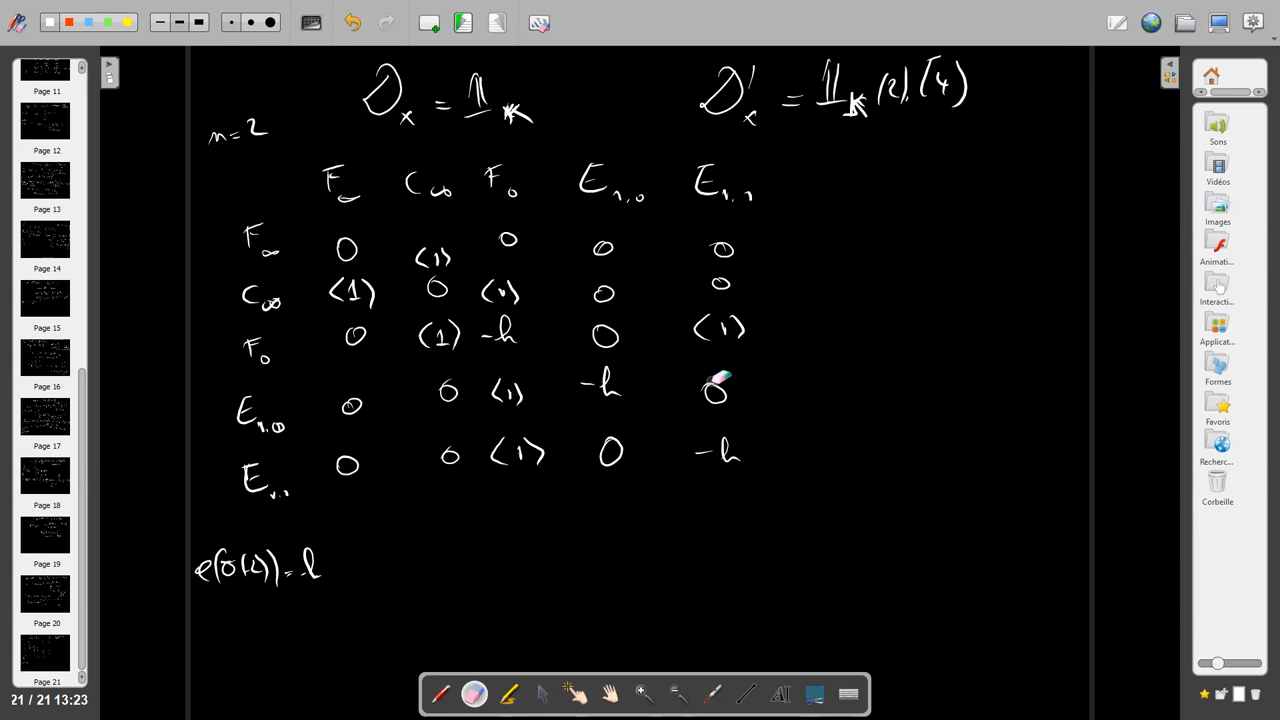 Page 11
Page 12
Page 13
Page 14
Page 15
Page 16
Page 17
Page 18
Page 19
Page 20
Page 21
21 / 21 13:23
D_x = 𝟙_K
D'_x = 𝟙_K (2), [4)
n = 2
F_∞ C_∞ F_0 E_{1,0} E_{1,1}
F_∞ 0 ⟨1⟩ 0 0 0
C_∞ ⟨1⟩ 0 ⟨1⟩ 0 0
F_0 0 ⟨1⟩ -h 0 ⟨1⟩
E_{1,0} 0 0 ⟨1⟩ -h 0
E_{1,1} 0 0 ⟨1⟩ 0 -h
e(O(2)) = -h
Sons
Vidéos
Images
Animati...
Interacti...
Applicat...
Formes
Favoris
Recherc...
Corbeille
AI